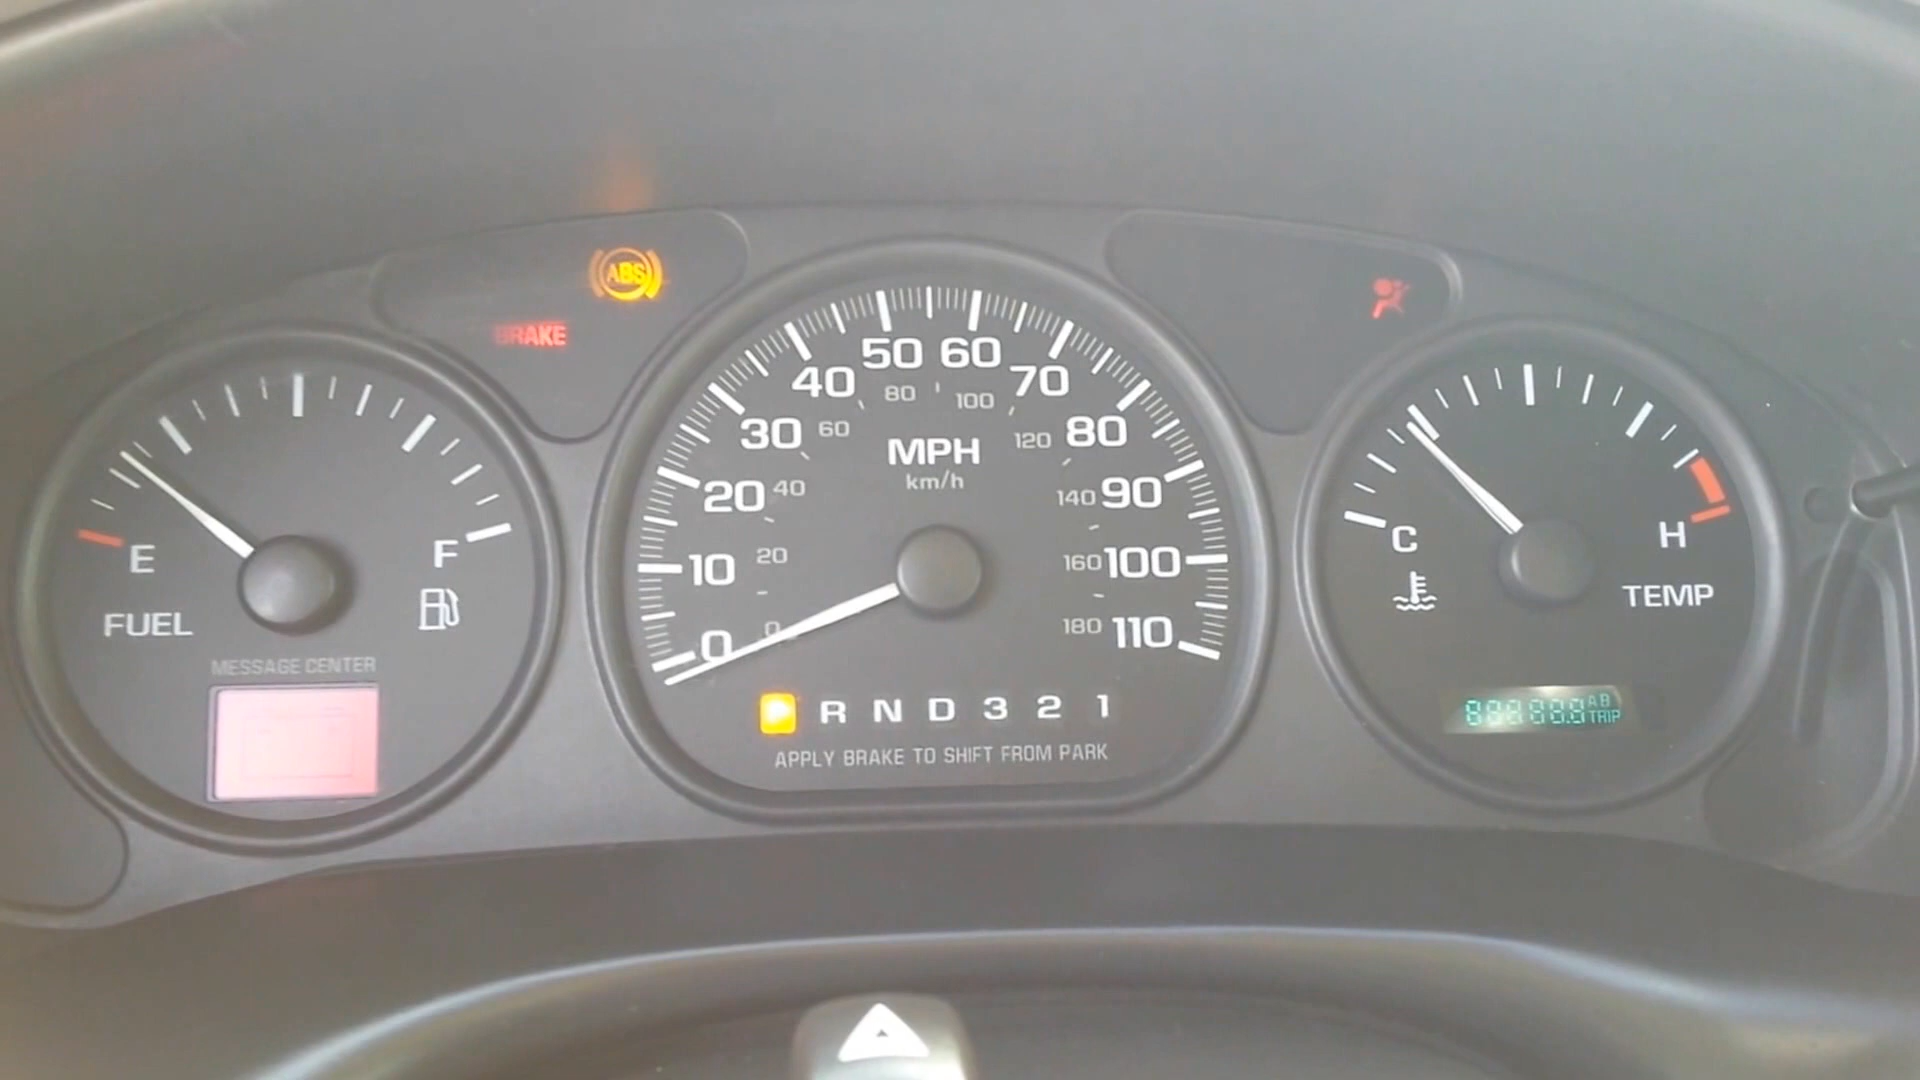 ABS
BRAKE
E F
FUEL
MESSAGE CENTER
0 10 20 30 40 50 60 70 80 90 100 110
0 20 40 60 80 100 120 140 160 180
MPH
km/h
P R N D 3 2 1
APPLY BRAKE TO SHIFT FROM PARK
C H
TEMP
888888 A B
TRIP